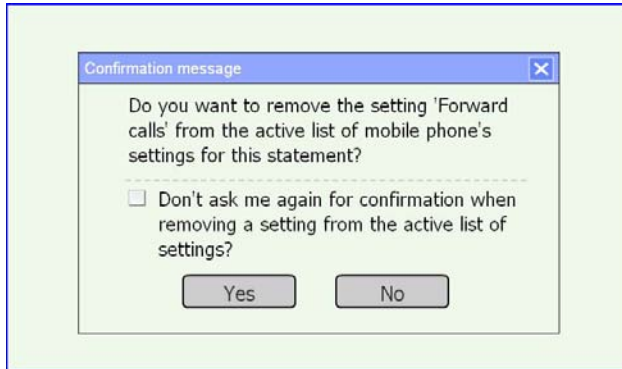 Confirmation message
Do you want to remove the setting 'Forward
calls' from the active list of mobile phone's
settings for this statement?
Don't ask me again for confirmation when
removing a setting from the active list of
settings?
Yes No